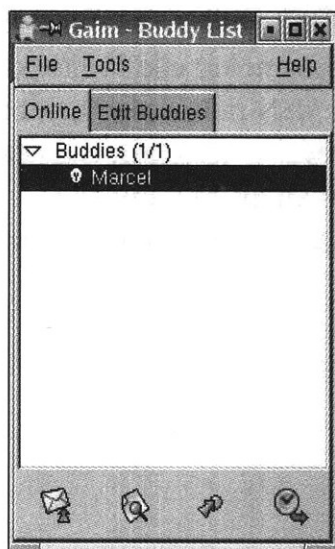 Gaim - Buddy List
File Tools Help
Online Edit Buddies
Buddies (1/1)
Marcel